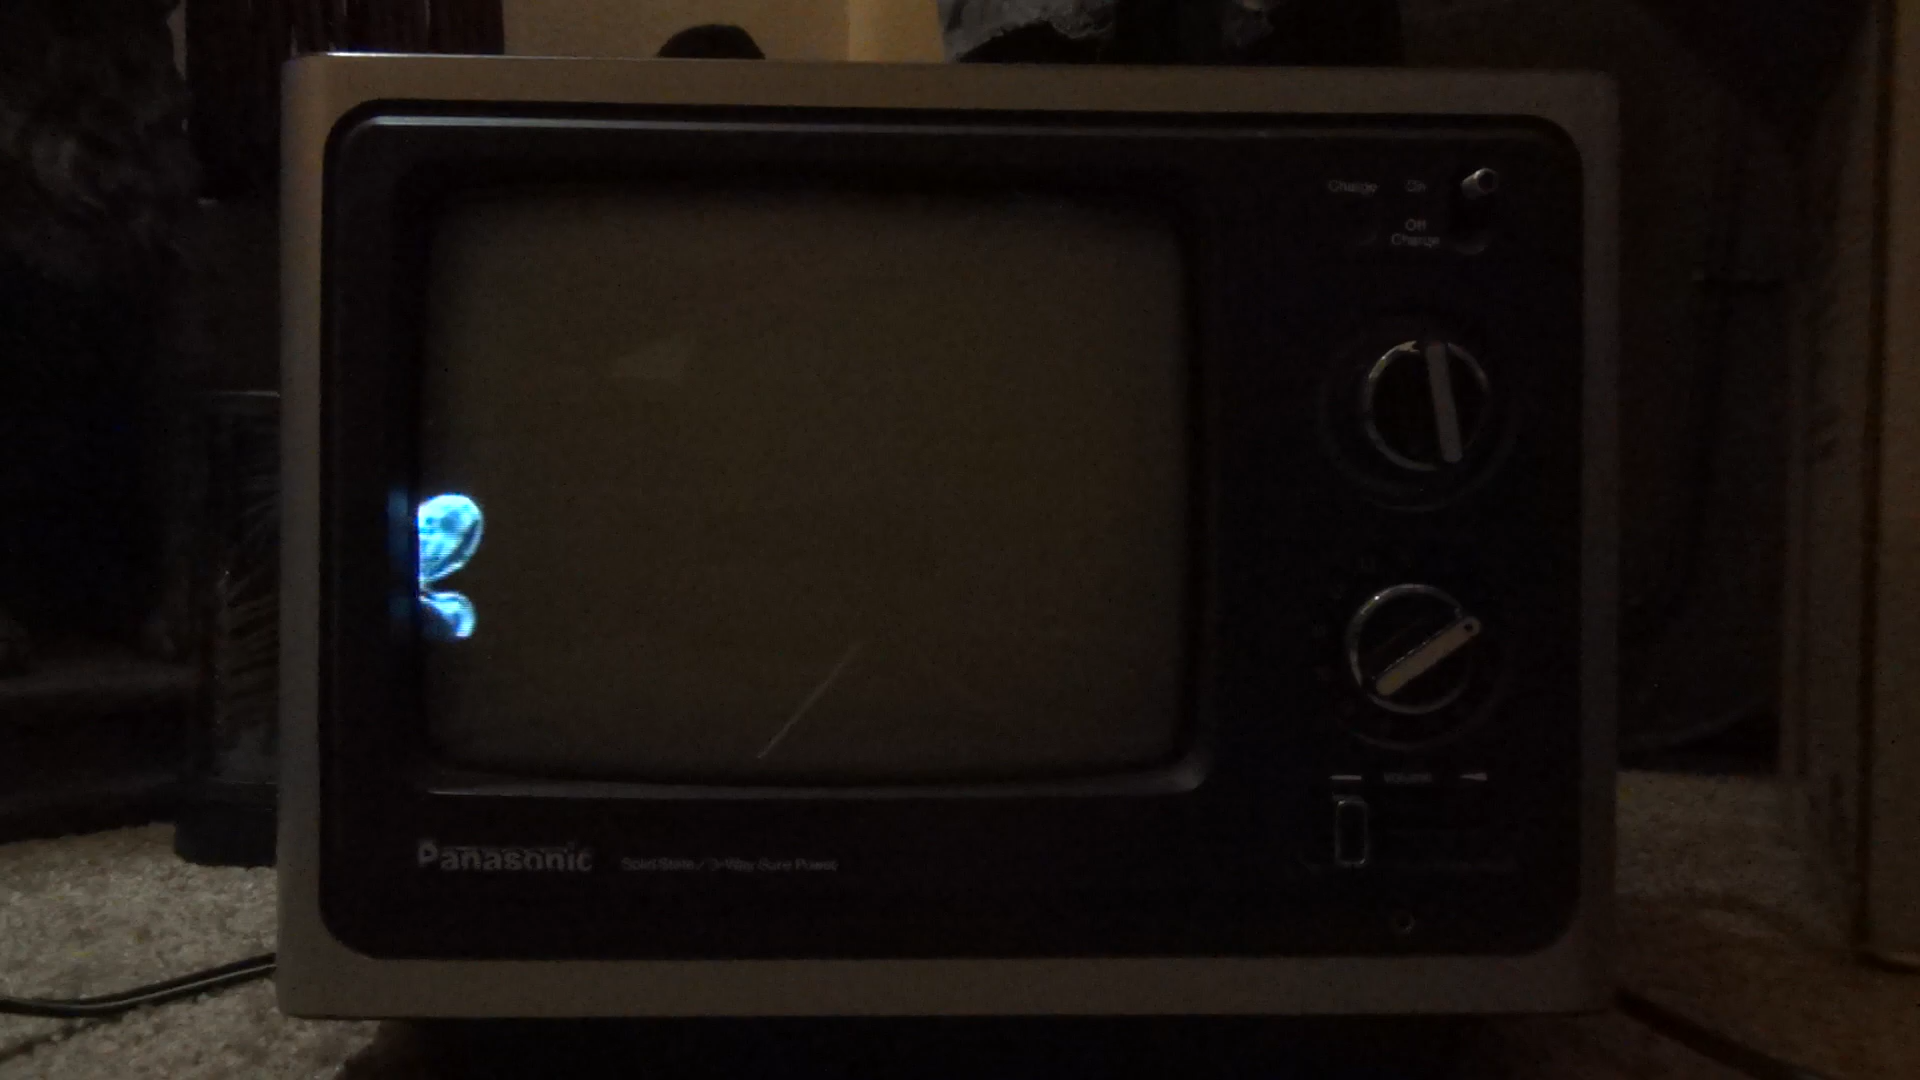 Charge On
Off
Charge
Volume
Panasonic Solid State / 3-Way Sure Power